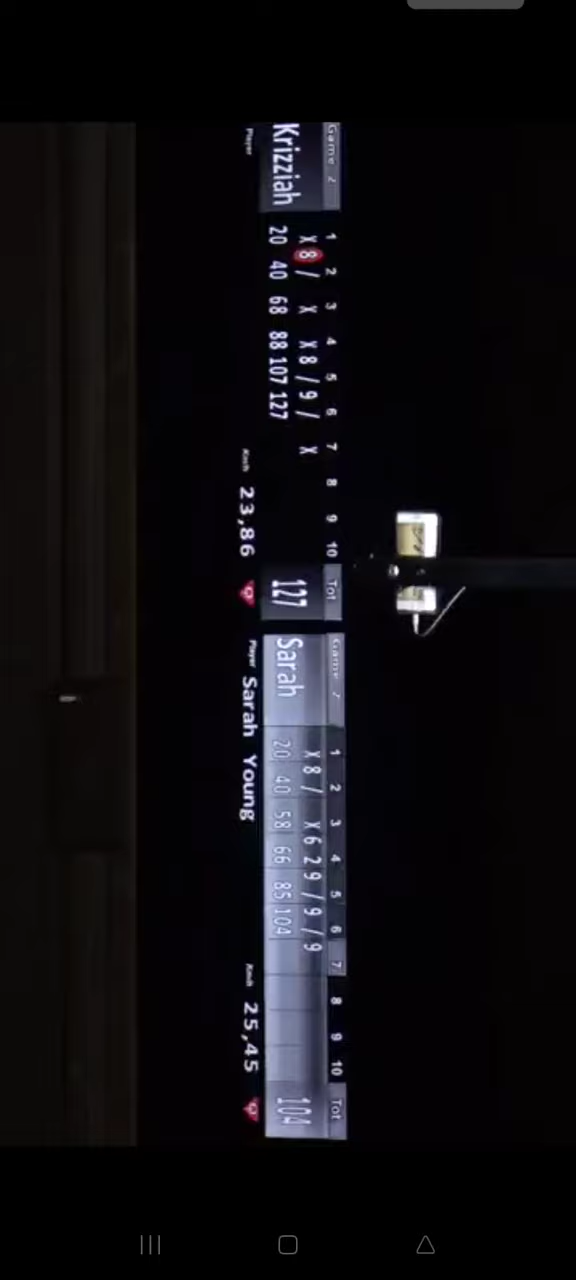 Game 2 1 2 3 4 5 6 7 8 9 10 Tot
Krizziah X 8 / X X 8 / 9 / X 127
20 40 68 88 107 127
Player Km/h 23,86
Game 2 1 2 3 4 5 6 7 8 9 10 Tot
Sarah X 8 / X 6 2 9 / 9 / 9 104
20 40 58 66 85 104
Player Sarah Young Km/h 25,45